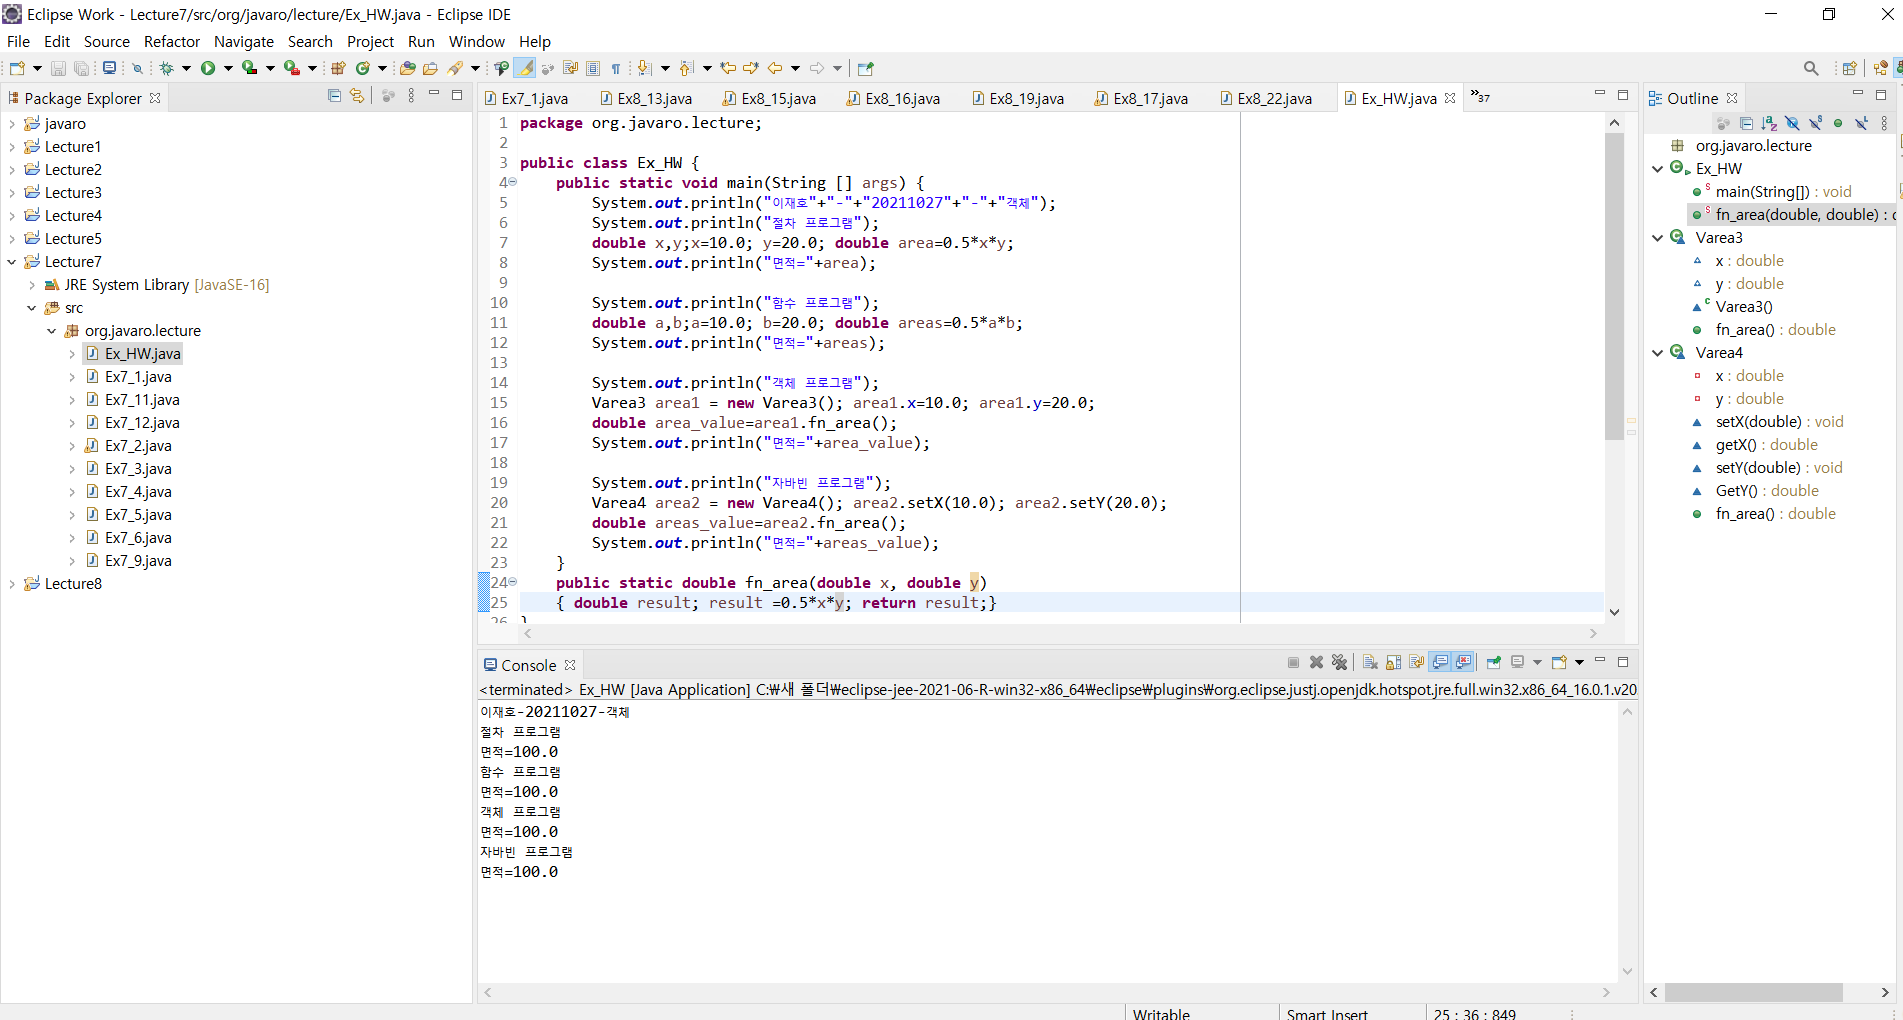 Eclipse Work - Lecture7/src/org/javaro/lecture/Ex_HW.java - Eclipse IDE
File Edit Source Refactor Navigate Search Project Run Window Help
Package Explorer
javaro
Lecture1
Lecture2
Lecture3
Lecture4
Lecture5
Lecture7
JRE System Library [JavaSE-16]
src
org.javaro.lecture
Ex_HW.java
Ex7_1.java
Ex7_11.java
Ex7_12.java
Ex7_2.java
Ex7_3.java
Ex7_4.java
Ex7_5.java
Ex7_6.java
Ex7_9.java
Lecture8
Ex7_1.java Ex8_13.java Ex8_15.java Ex8_16.java Ex8_19.java Ex8_17.java Ex8_22.java Ex_HW.java »37
1 package org.javaro.lecture;
2
3 public class Ex_HW {
4 public static void main(String [] args) {
5 System.out.println("이재호"+"-"+"20211027"+"-"+"객체");
6 System.out.println("절차 프로그램");
7 double x,y;x=10.0; y=20.0; double area=0.5*x*y;
8 System.out.println("면적="+area);
9
10 System.out.println("함수 프로그램");
11 double a,b;a=10.0; b=20.0; double areas=0.5*a*b;
12 System.out.println("면적="+areas);
13
14 System.out.println("객체 프로그램");
15 Varea3 area1 = new Varea3(); area1.x=10.0; area1.y=20.0;
16 double area_value=area1.fn_area();
17 System.out.println("면적="+area_value);
18
19 System.out.println("자바빈 프로그램");
20 Varea4 area2 = new Varea4(); area2.setX(10.0); area2.setY(20.0);
21 double areas_value=area2.fn_area();
22 System.out.println("면적="+areas_value);
23 }
24 public static double fn_area(double x, double y)
25 { double result; result =0.5*x*y; return result;}
26 }
Console
<terminated> Ex_HW [Java Application] C:₩새 폴더₩eclipse-jee-2021-06-R-win32-x86_64₩eclipse₩plugins₩org.eclipse.justj.openjdk.hotspot.jre.full.win32.x86_64_16.0.1.v20
이재호-20211027-객체
절차 프로그램
면적=100.0
함수 프로그램
면적=100.0
객체 프로그램
면적=100.0
자바빈 프로그램
면적=100.0
Outline
org.javaro.lecture
Ex_HW
main(String[]) : void
fn_area(double, double) : d
Varea3
x : double
y : double
Varea3()
fn_area() : double
Varea4
x : double
y : double
setX(double) : void
getX() : double
setY(double) : void
GetY() : double
fn_area() : double
Writable Smart Insert 25 : 36 : 849